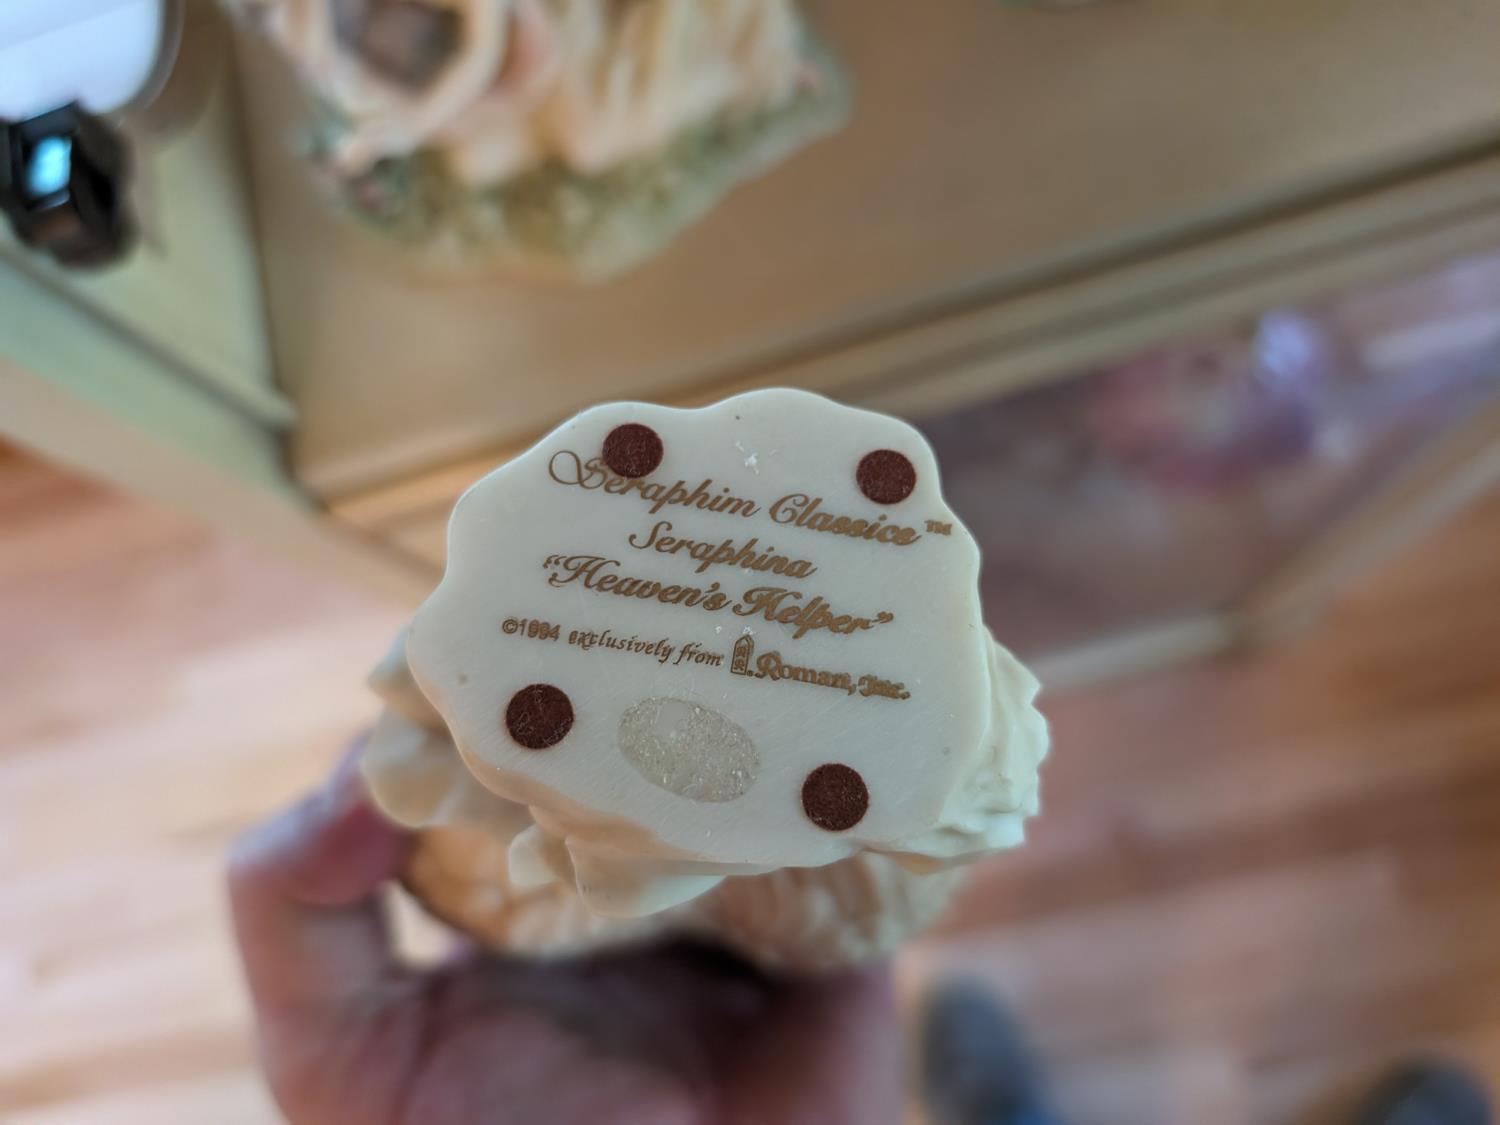 Seraphim Classics™
Seraphina
“Heaven's Helper”
©1994 exclusively from R. Roman, Inc.